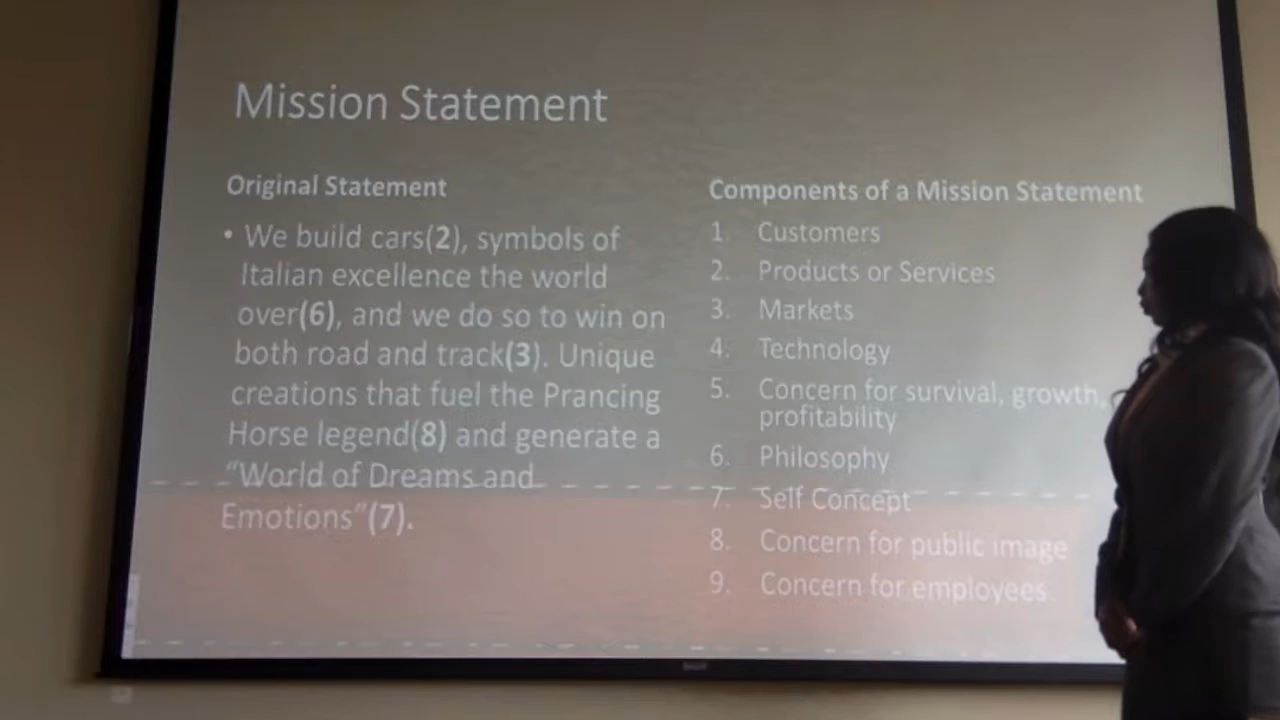 Mission Statement
Original Statement
• We build cars(2), symbols of
Italian excellence the world
over(6), and we do so to win on
both road and track(3). Unique
creations that fuel the Prancing
Horse legend(8) and generate a
“World of Dreams and
Emotions”(7).
Components of a Mission Statement
1. Customers
2. Products or Services
3. Markets
4. Technology
5. Concern for survival, growth,
profitability
6. Philosophy
7. Self Concept
8. Concern for public image
9. Concern for employees